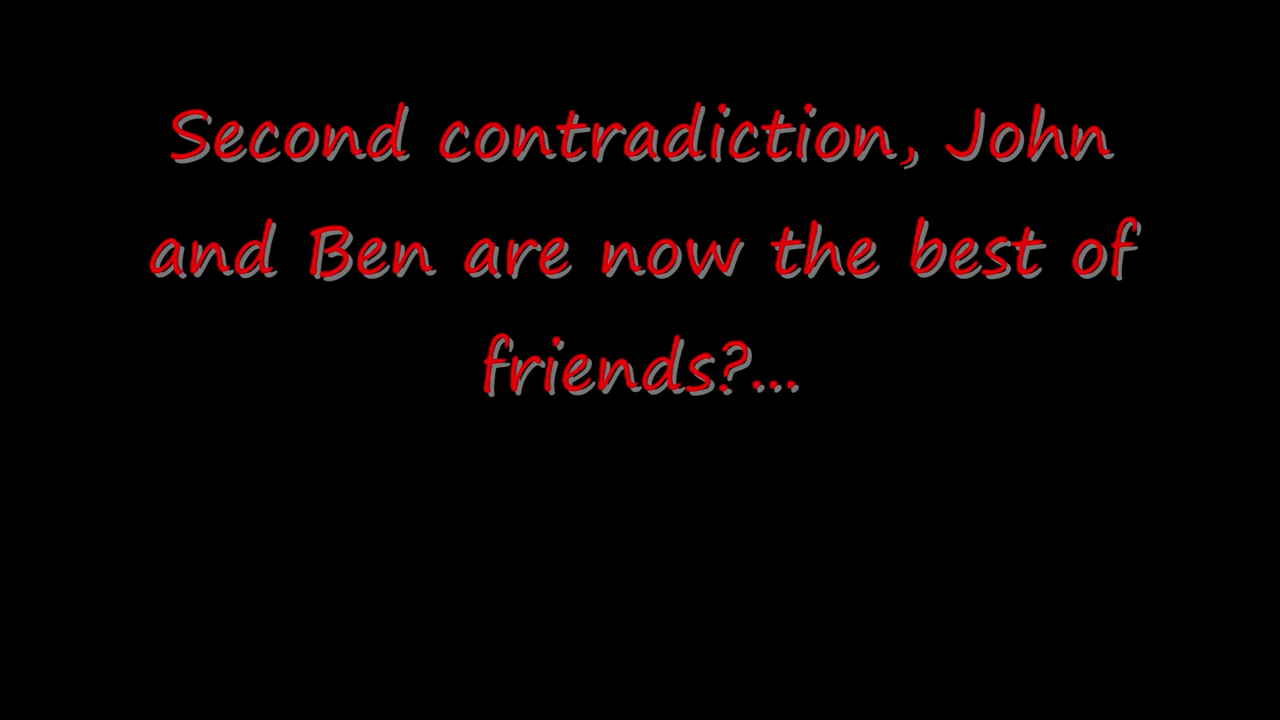 Second contradiction, John
and Ben are now the best of
friends?...